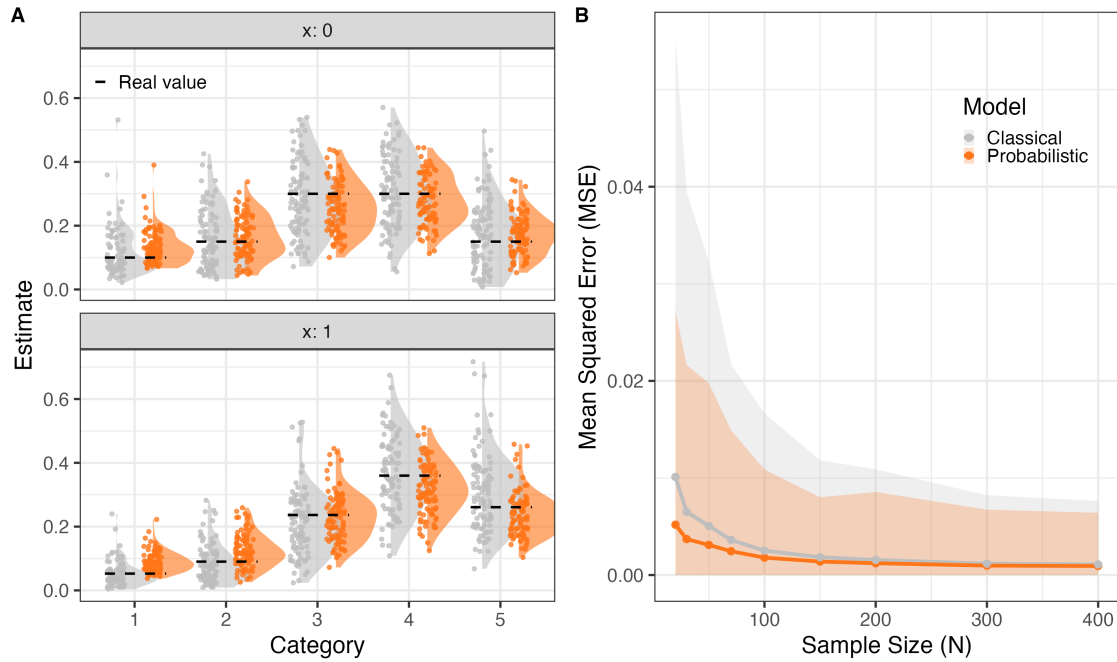 A
x: 0
Real value
0.6
0.4
0.2
0.0
x: 1
0.6
0.4
0.2
0.0
Estimate
1 2 3 4 5
Category
B
Model
Classical
Probabilistic
0.04
0.02
0.00
Mean Squared Error (MSE)
100 200 300 400
Sample Size (N)